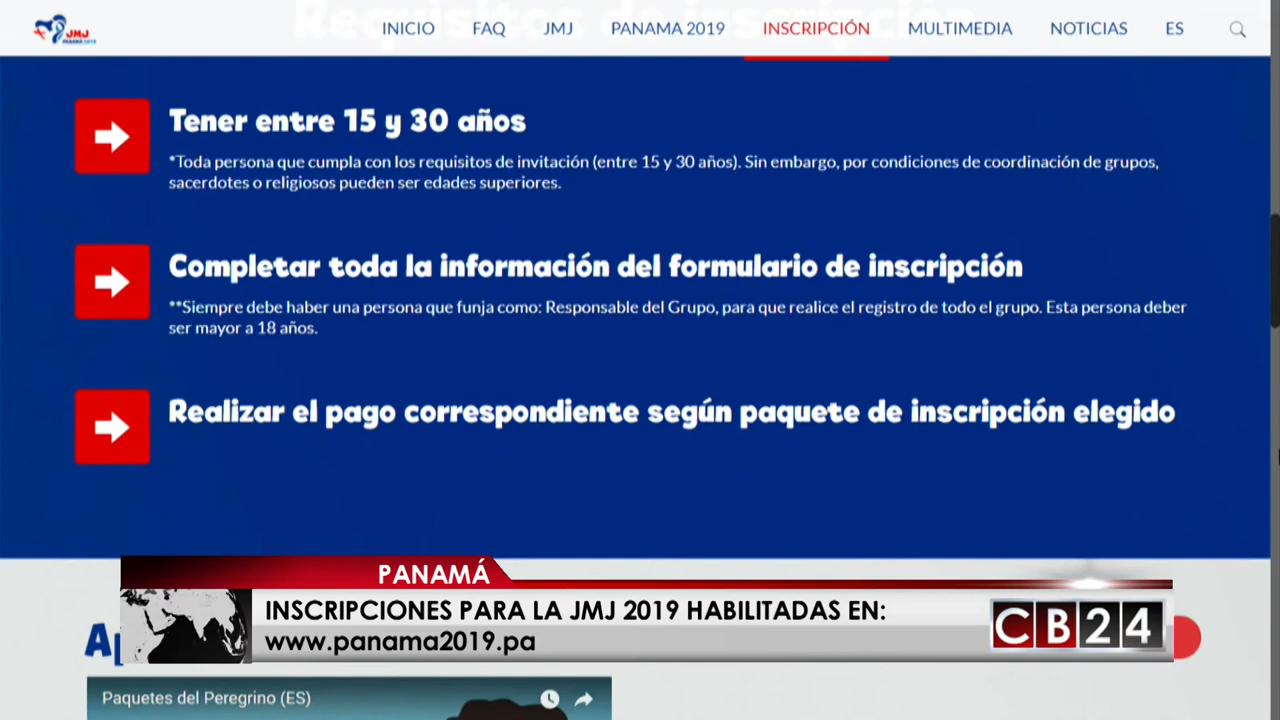 Requisitos de inscripción
JMJ
PANAMÁ 2019
INICIO FAQ JMJ PANAMA 2019 INSCRIPCIÓN MULTIMEDIA NOTICIAS ES
Tener entre 15 y 30 años
*Toda persona que cumpla con los requisitos de invitación (entre 15 y 30 años). Sin embargo, por condiciones de coordinación de grupos,
sacerdotes o religiosos pueden ser edades superiores.
Completar toda la información del formulario de inscripción
**Siempre debe haber una persona que funja como: Responsable del Grupo, para que realice el registro de todo el grupo. Esta persona deber
ser mayor a 18 años.
Realizar el pago correspondiente según paquete de inscripción elegido
PANAMÁ
INSCRIPCIONES PARA LA JMJ 2019 HABILITADAS EN:
www.panama2019.pa
CB24
Paquetes del Peregrino (ES)